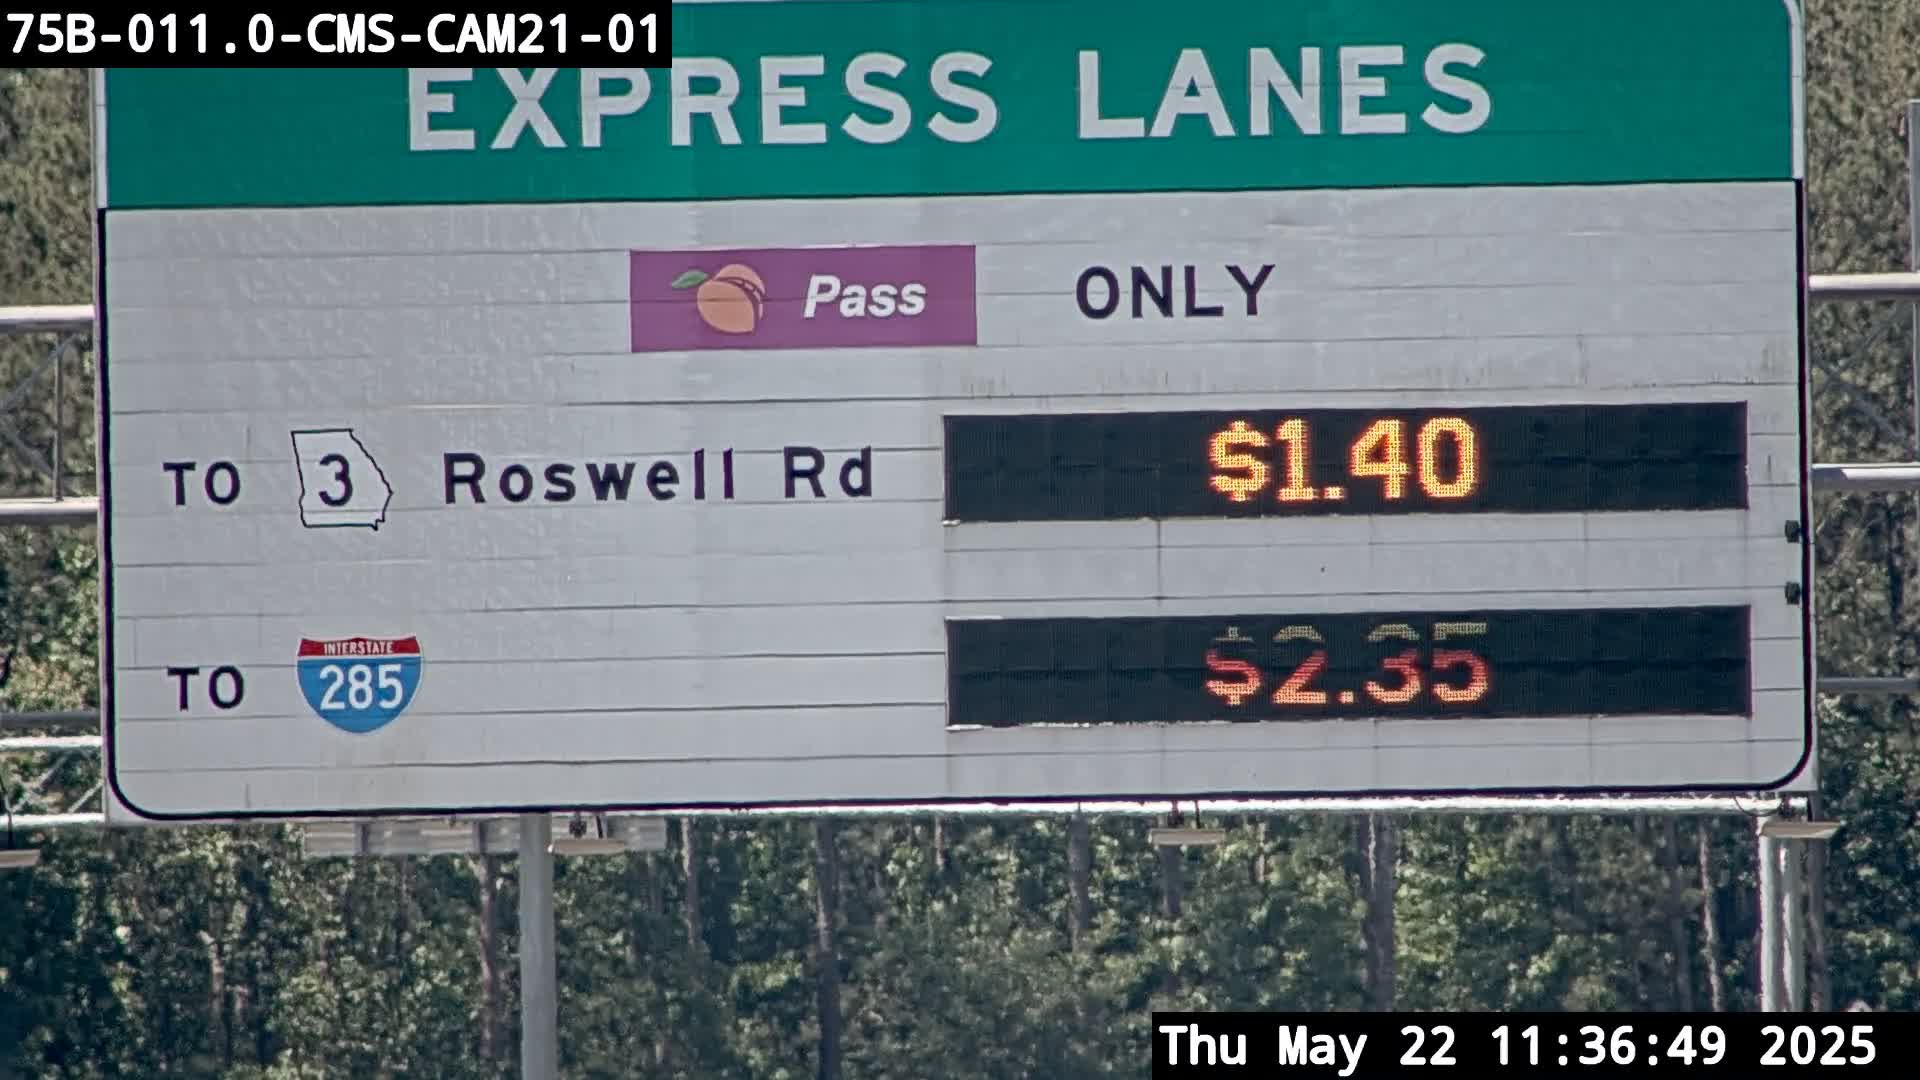 75B-011.0-CMS-CAM21-01
EXPRESS LANES
Pass ONLY
TO 3 Roswell Rd $1.40
TO INTERSTATE 285 $2.35
Thu May 22 11:36:49 2025